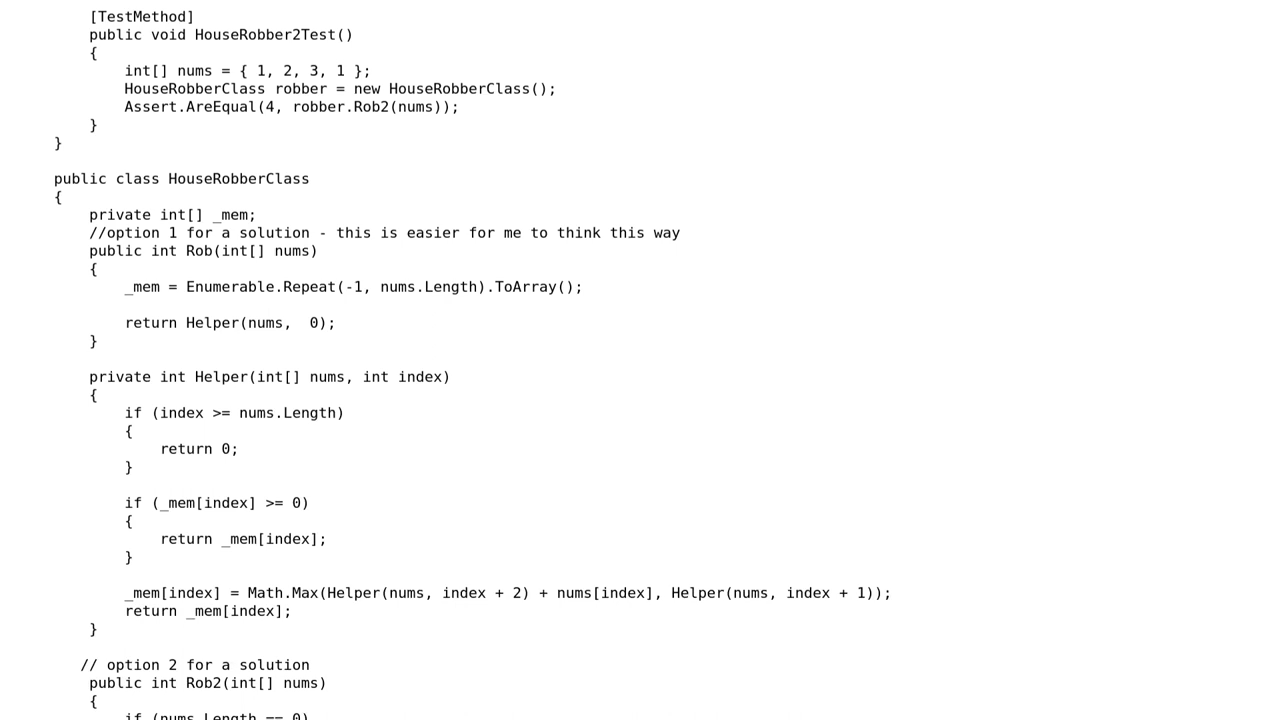 [TestMethod]
public void HouseRobber2Test()
{
int[] nums = { 1, 2, 3, 1 };
HouseRobberClass robber = new HouseRobberClass();
Assert.AreEqual(4, robber.Rob2(nums));
}
}
public class HouseRobberClass
{
private int[] _mem;
//option 1 for a solution - this is easier for me to think this way
public int Rob(int[] nums)
{
_mem = Enumerable.Repeat(-1, nums.Length).ToArray();
return Helper(nums,  0);
}
private int Helper(int[] nums, int index)
{
if (index >= nums.Length)
{
return 0;
}
if (_mem[index] >= 0)
{
return _mem[index];
}
_mem[index] = Math.Max(Helper(nums, index + 2) + nums[index], Helper(nums, index + 1));
return _mem[index];
}
// option 2 for a solution
public int Rob2(int[] nums)
{
if (nums.Length == 0)